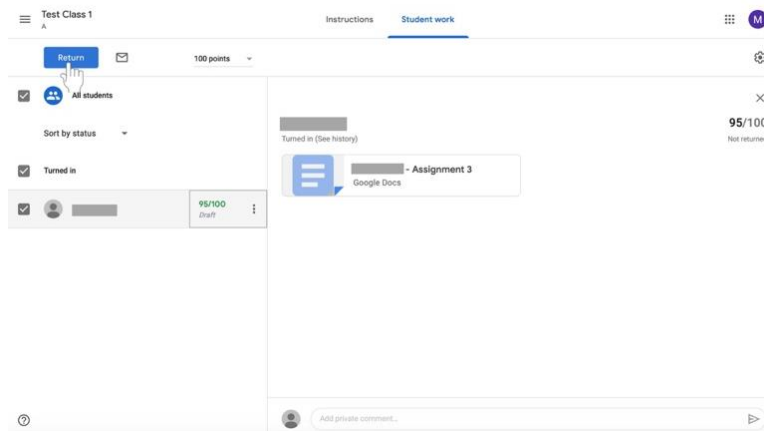 Test Class 1
A
Instructions
Student work
M
Return
100 points
All students
Sort by status
Turned in
95/100
Draft
95/100
Turned in (See history)
Not returned
- Assignment 3
Google Docs
Add private comment...